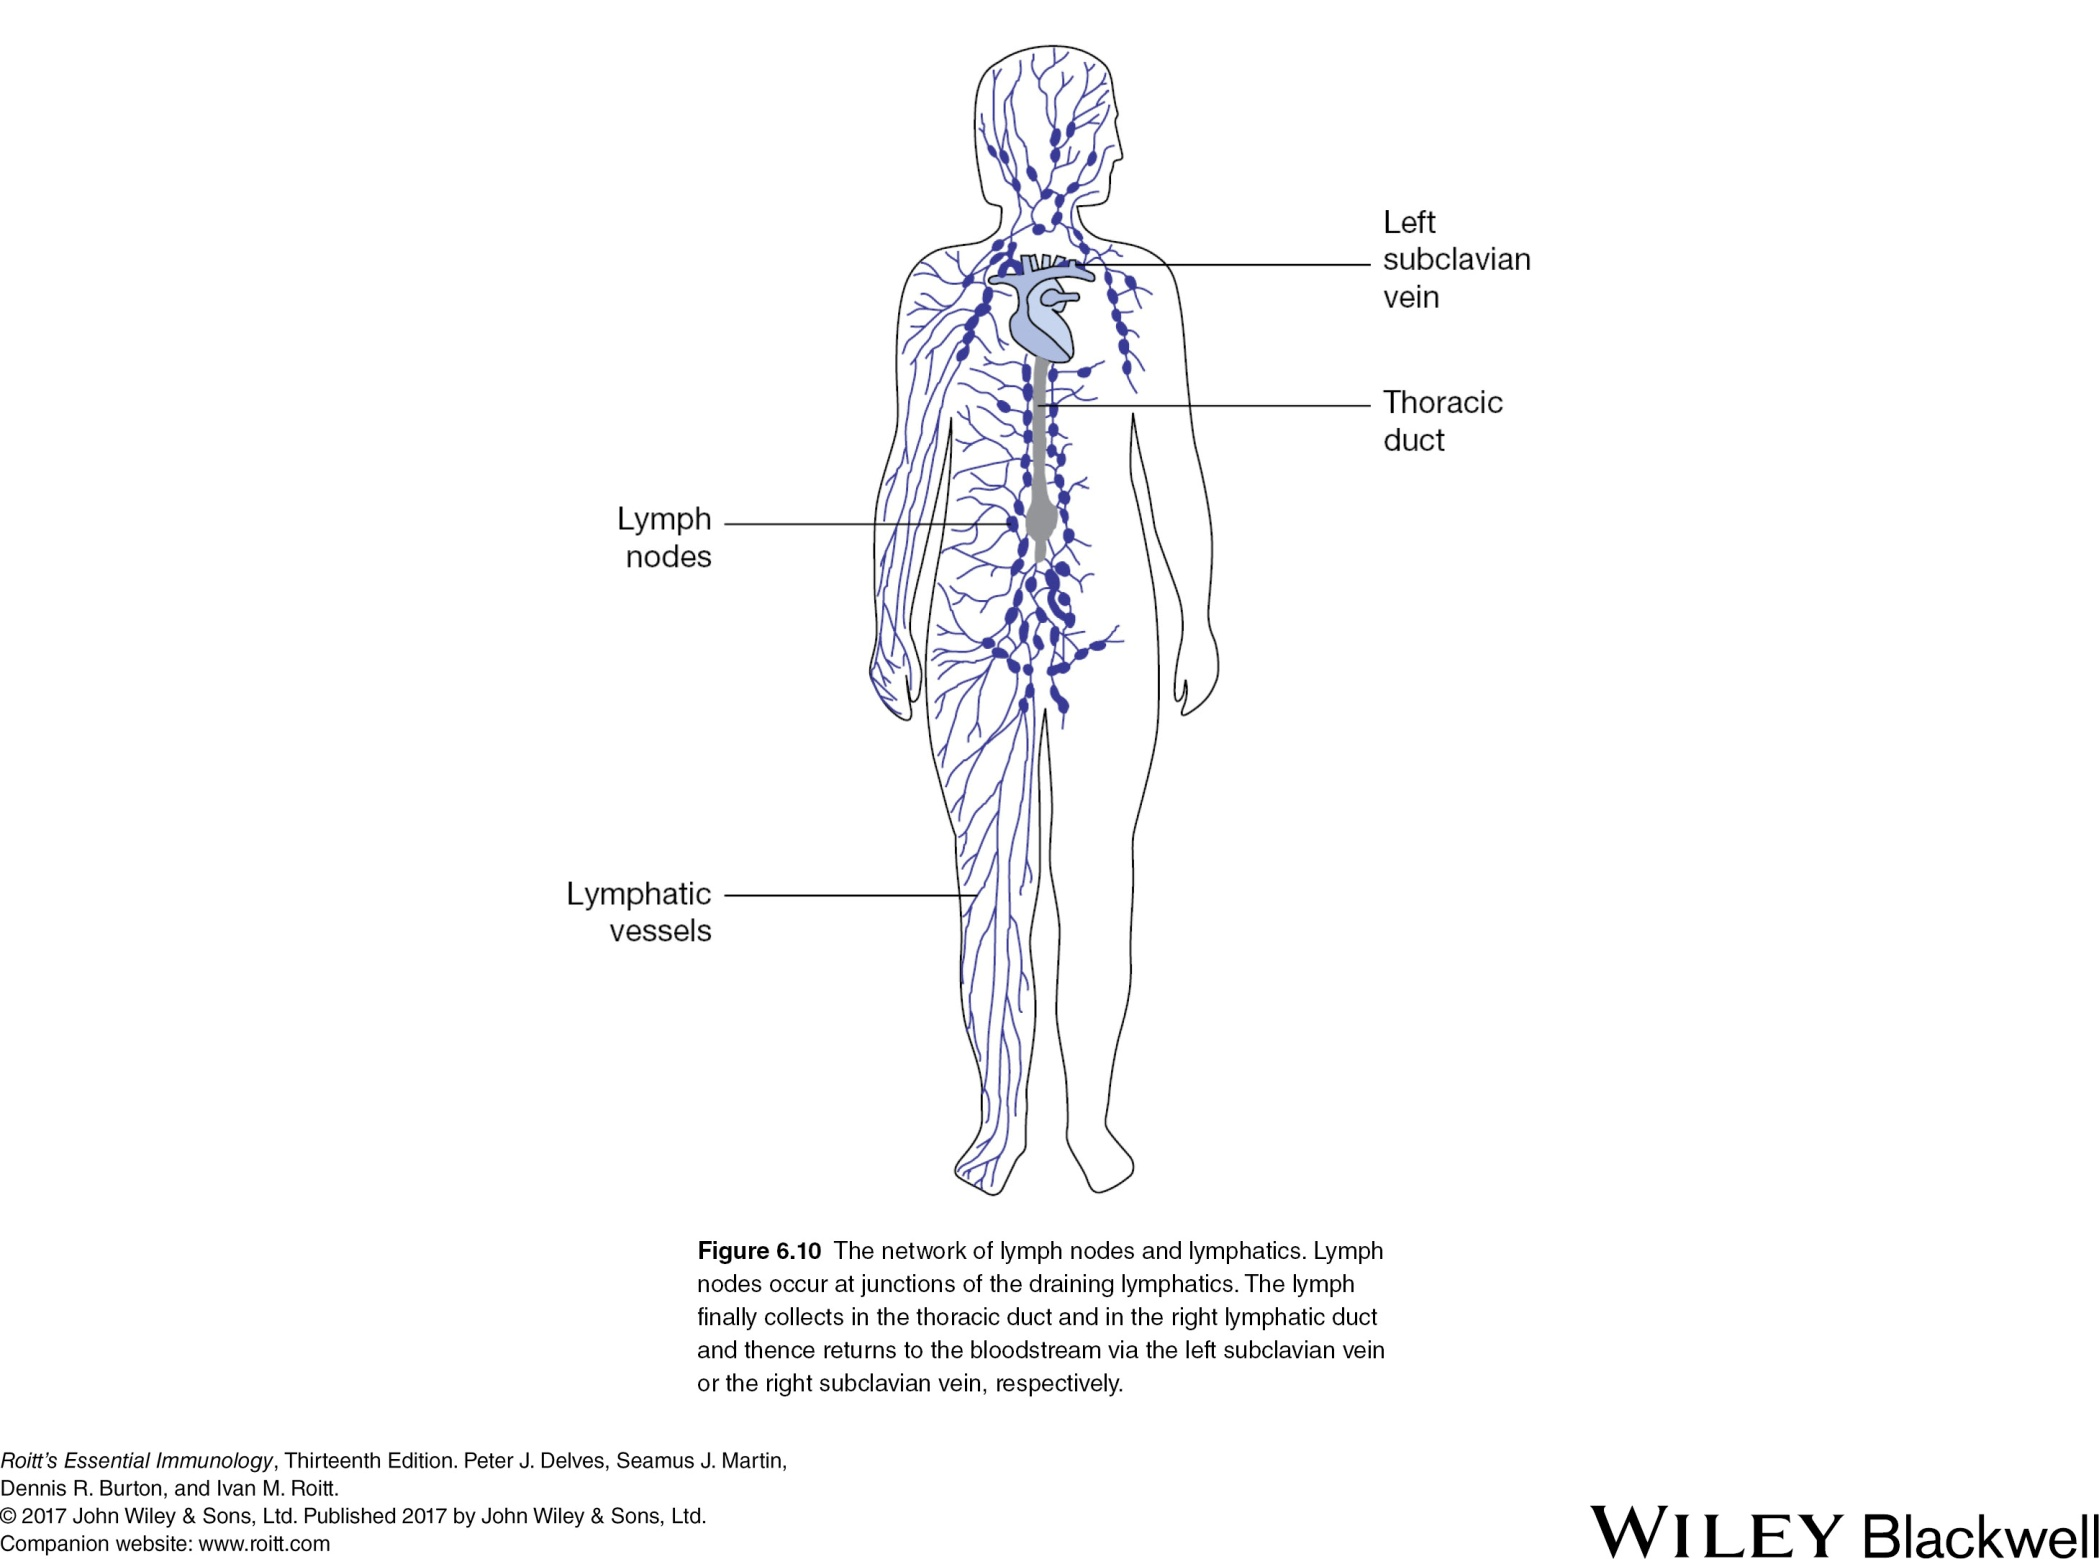 Left
subclavian
vein
Thoracic
duct
Lymph
nodes
Lymphatic
vessels
Figure 6.10 The network of lymph nodes and lymphatics. Lymph
nodes occur at junctions of the draining lymphatics. The lymph
finally collects in the thoracic duct and in the right lymphatic duct
and thence returns to the bloodstream via the left subclavian vein
or the right subclavian vein, respectively.
Roitt's Essential Immunology, Thirteenth Edition. Peter J. Delves, Seamus J. Martin,
Dennis R. Burton, and Ivan M. Roitt.
© 2017 John Wiley & Sons, Ltd. Published 2017 by John Wiley & Sons, Ltd.
Companion website: www.roitt.com
WILEY Blackwell